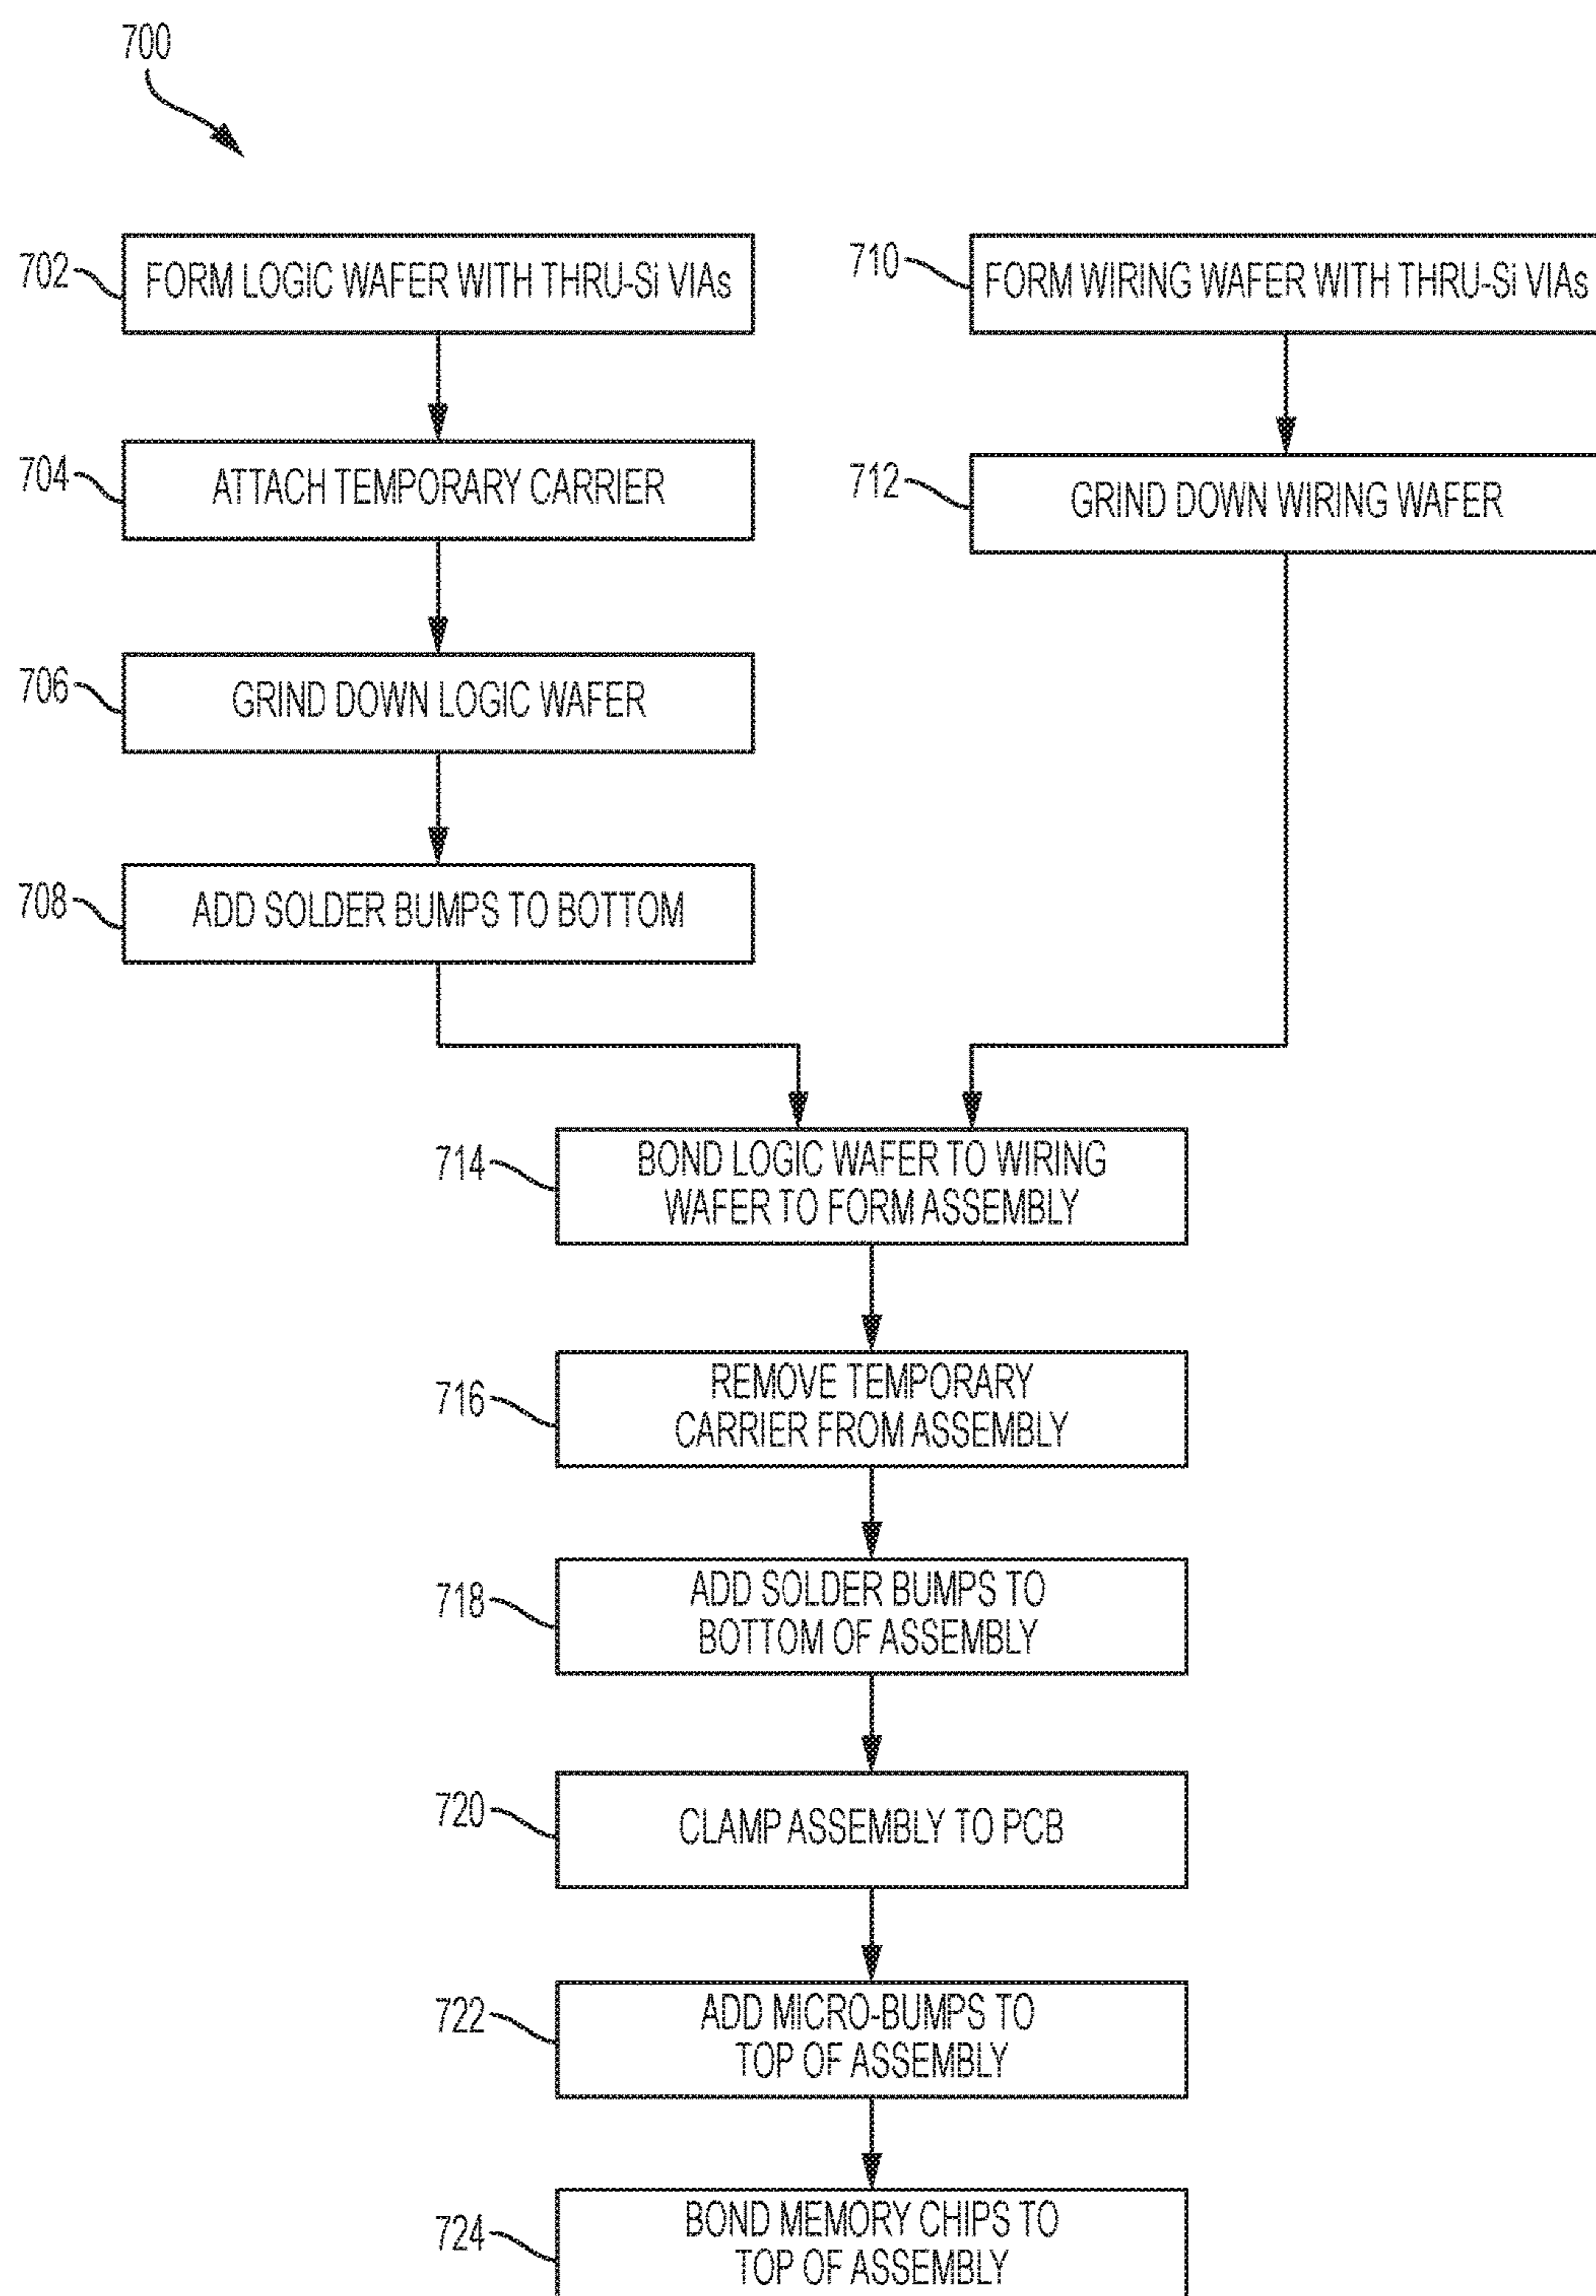 700
702
FORM LOGIC WAFER WITH THRU-Si VIAs
704
ATTACH TEMPORARY CARRIER
706
GRIND DOWN LOGIC WAFER
708
ADD SOLDER BUMPS TO BOTTOM
710
FORM WIRING WAFER WITH THRU-Si VIAs
712
GRIND DOWN WIRING WAFER
714
BOND LOGIC WAFER TO WIRING
WAFER TO FORM ASSEMBLY
716
REMOVE TEMPORARY
CARRIER FROM ASSEMBLY
718
ADD SOLDER BUMPS TO
BOTTOM OF ASSEMBLY
720
CLAMP ASSEMBLY TO PCB
722
ADD MICRO-BUMPS TO
TOP OF ASSEMBLY
724
BOND MEMORY CHIPS TO
TOP OF ASSEMBLY